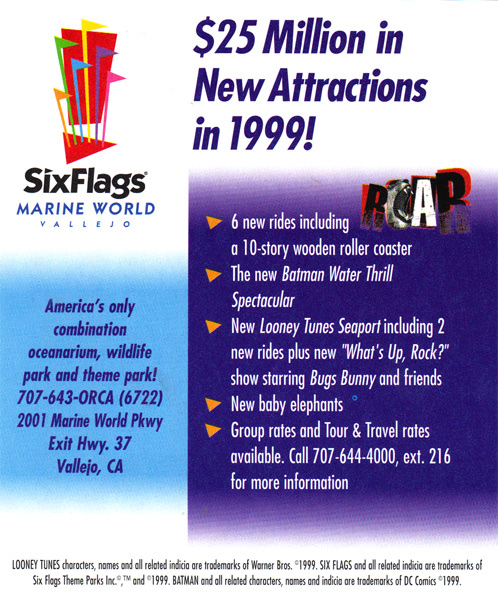 $25 Million in
New Attractions
in 1999!
SixFlags®
MARINE WORLD
VALLEJO
ROAR
6 new rides including
a 10-story wooden roller coaster
The new Batman Water Thrill
Spectacular
New Looney Tunes Seaport including 2
new rides plus new "What's Up, Rock?"
show starring Bugs Bunny and friends
New baby elephants
Group rates and Tour & Travel rates
available. Call 707-644-4000, ext. 216
for more information
America's only
combination
oceanarium, wildlife
park and theme park!
707-643-ORCA (6722)
2001 Marine World Pkwy
Exit Hwy. 37
Vallejo, CA
LOONEY TUNES characters, names and all related indicia are trademarks of Warner Bros. ©1999. SIX FLAGS and all related indicia are trademarks of
Six Flags Theme Parks Inc.®,™ and ©1999. BATMAN and all related characters, names and indicia are trademarks of DC Comics ©1999.